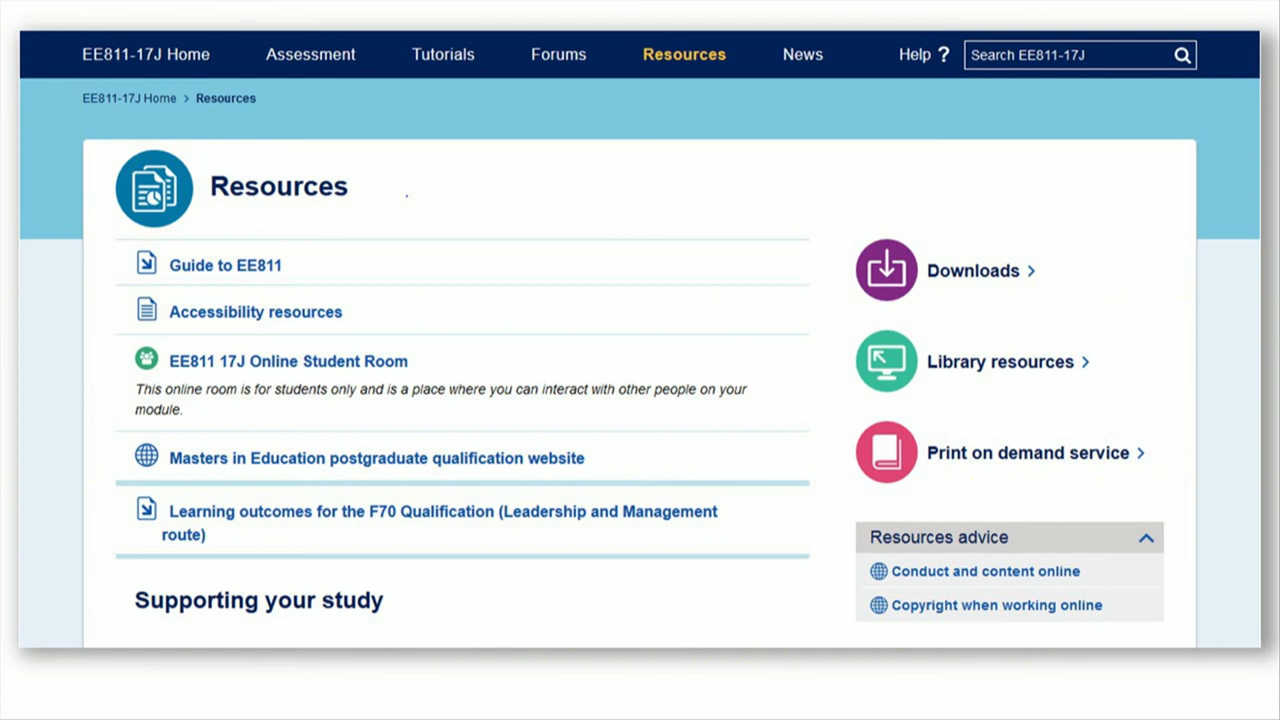 EE811-17J Home Assessment Tutorials Forums Resources News Help ? Search EE811-17J
EE811-17J Home > Resources
Resources
Guide to EE811
Accessibility resources
EE811 17J Online Student Room
This online room is for students only and is a place where you can interact with other people on your
module.
Masters in Education postgraduate qualification website
Learning outcomes for the F70 Qualification (Leadership and Management
route)
Supporting your study
Downloads >
Library resources >
Print on demand service >
Resources advice
Conduct and content online
Copyright when working online